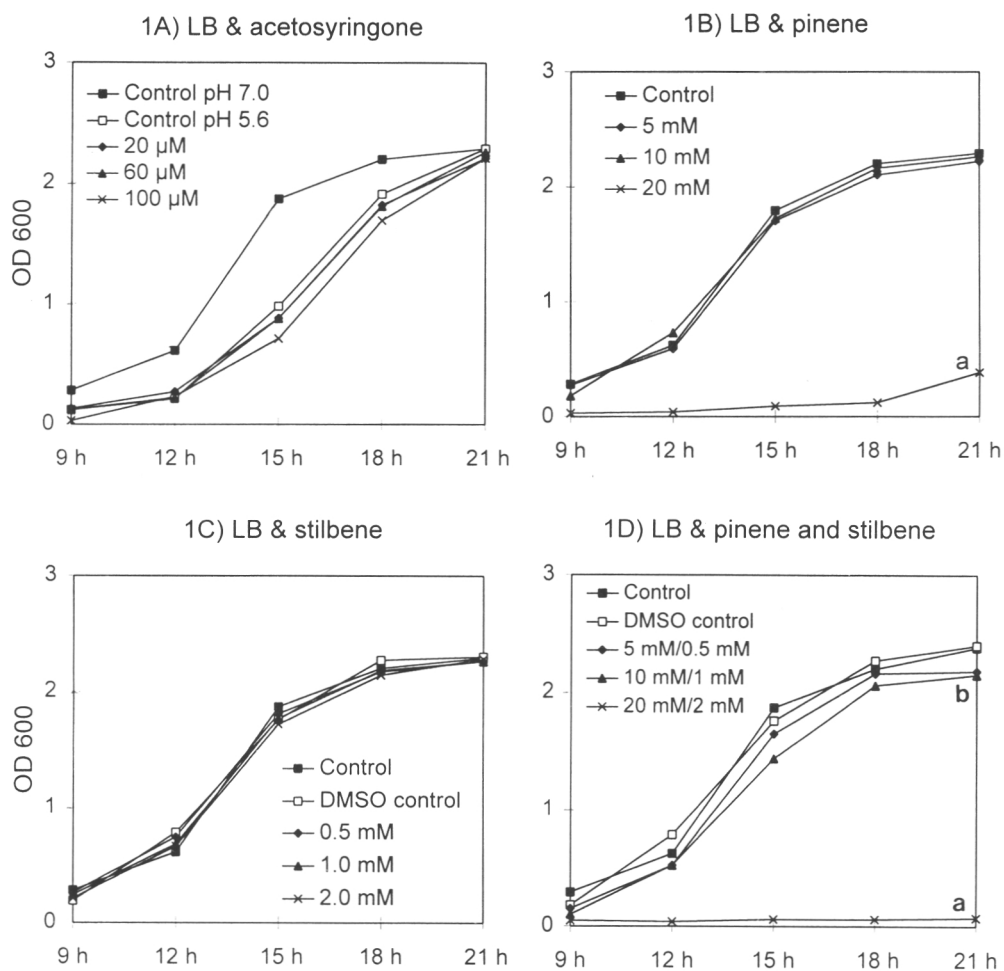 1A) LB & acetosyringone
3
2
1
0
OD 600
Control pH 7.0
Control pH 5.6
20 µM
60 µM
100 µM
9 h 12 h 15 h 18 h 21 h
1B) LB & pinene
3
2
1
0
Control
5 mM
10 mM
20 mM
a
9 h 12 h 15 h 18 h 21 h
1C) LB & stilbene
3
2
1
0
OD 600
Control
DMSO control
0.5 mM
1.0 mM
2.0 mM
9 h 12 h 15 h 18 h 21 h
1D) LB & pinene and stilbene
3
2
1
0
Control
DMSO control
5 mM/0.5 mM
10 mM/1 mM
20 mM/2 mM
b
a
9 h 12 h 15 h 18 h 21 h